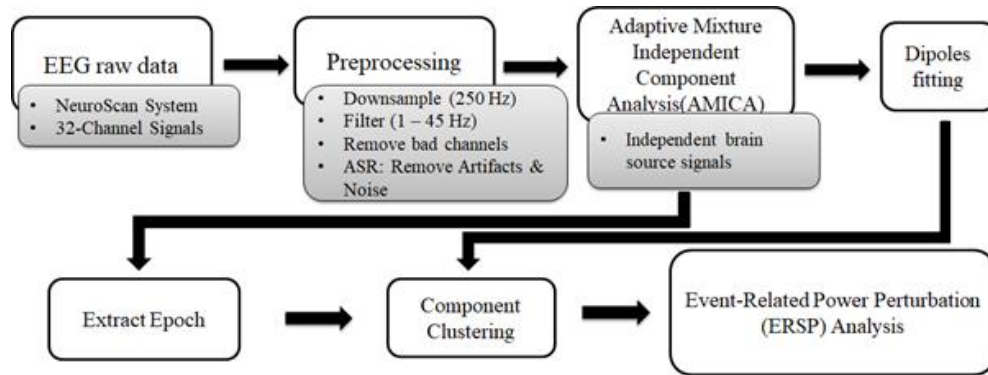 EEG raw data
• NeuroScan System
• 32-Channel Signals
Preprocessing
• Downsample (250 Hz)
• Filter (1 – 45 Hz)
• Remove bad channels
• ASR: Remove Artifacts &
Noise
Adaptive Mixture
Independent
Component
Analysis(AMICA)
• Independent brain
source signals
Dipoles
fitting
Extract Epoch
Component
Clustering
Event-Related Power Perturbation
(ERSP) Analysis